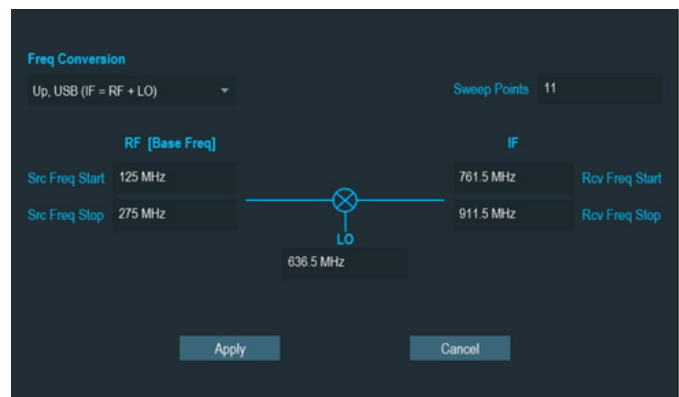 Freq Conversion
Up, USB (IF = RF + LO)
Sweep Points 11
RF [Base Freq] IF
Src Freq Start 125 MHz 761.5 MHz Rcv Freq Start
Src Freq Stop 275 MHz 911.5 MHz Rcv Freq Stop
LO
636.5 MHz
Apply Cancel